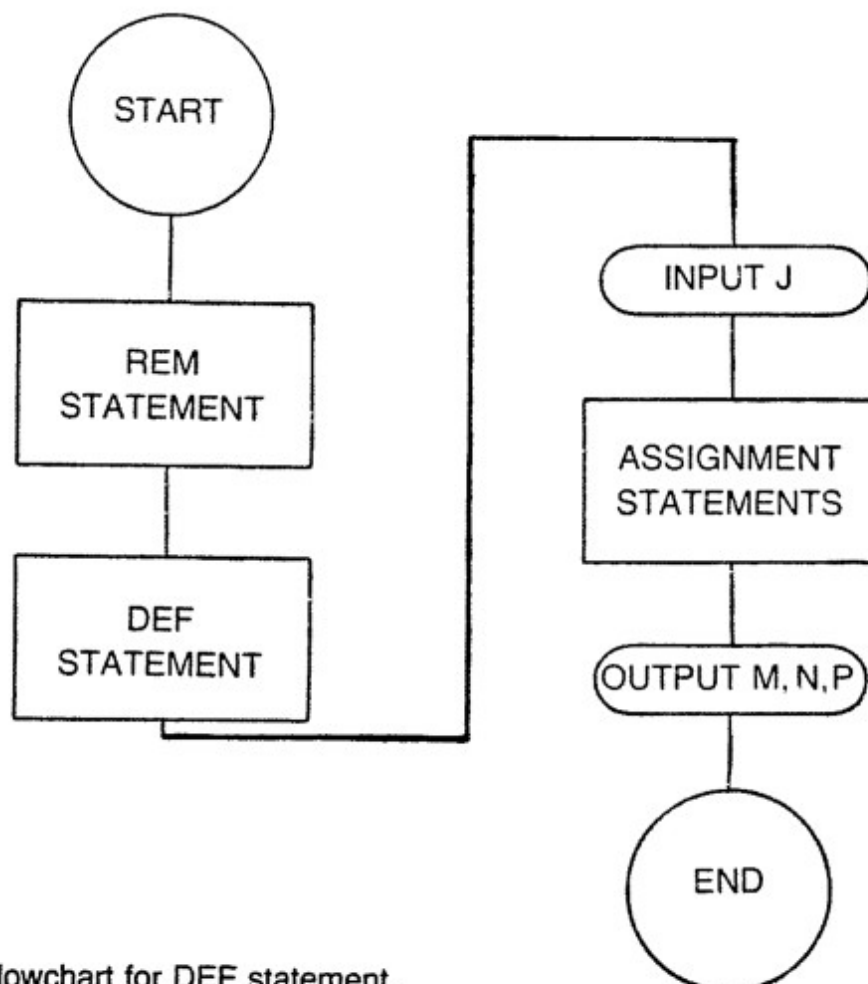 START
REM
STATEMENT
DEF
STATEMENT
INPUT J
ASSIGNMENT
STATEMENTS
OUTPUT M, N,P
END
lowchart for DEF statement.